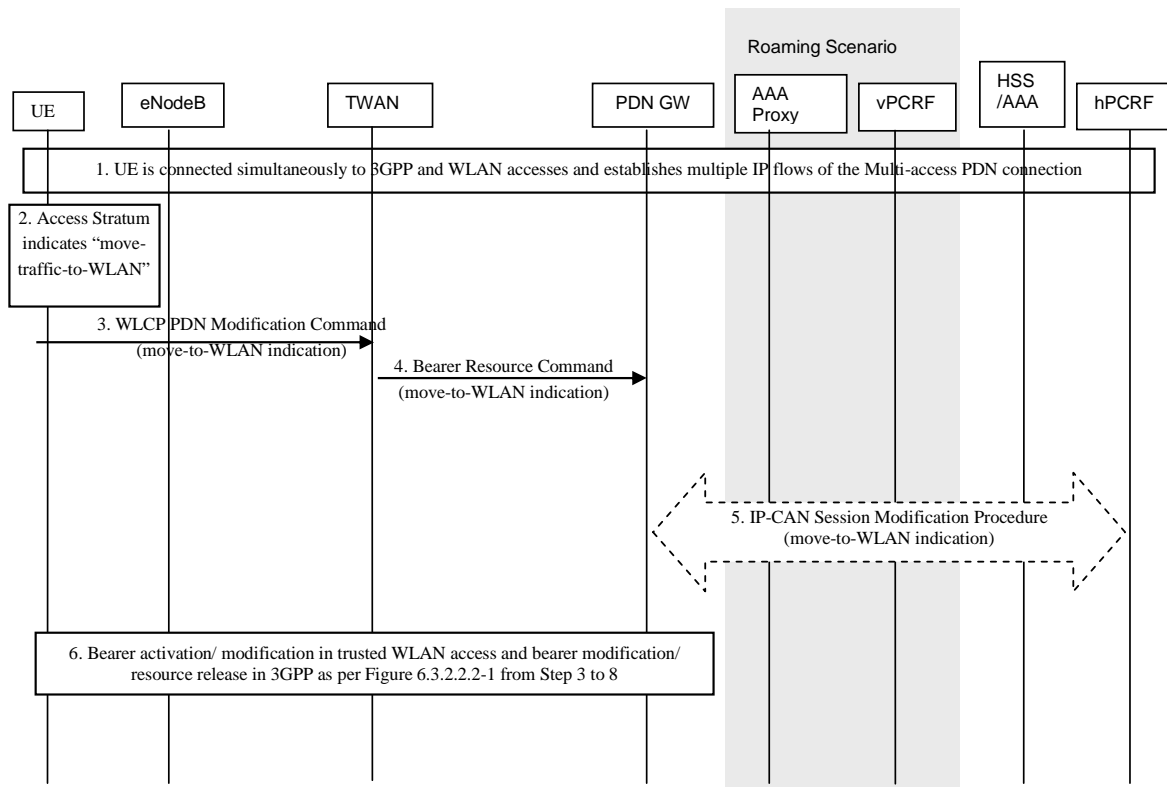 Roaming Scenario
UE
eNodeB
TWAN
PDN GW
AAA
Proxy
vPCRF
HSS
/AAA
hPCRF
1. UE is connected simultaneously to 3GPP and WLAN accesses and establishes multiple IP flows of the Multi-access PDN connection
2. Access Stratum
indicates “move-
traffic-to-WLAN”
3. WLCP PDN Modification Command
(move-to-WLAN indication)
4. Bearer Resource Command
(move-to-WLAN indication)
5. IP-CAN Session Modification Procedure
(move-to-WLAN indication)
6. Bearer activation/ modification in trusted WLAN access and bearer modification/
resource release in 3GPP as per Figure 6.3.2.2.2-1 from Step 3 to 8